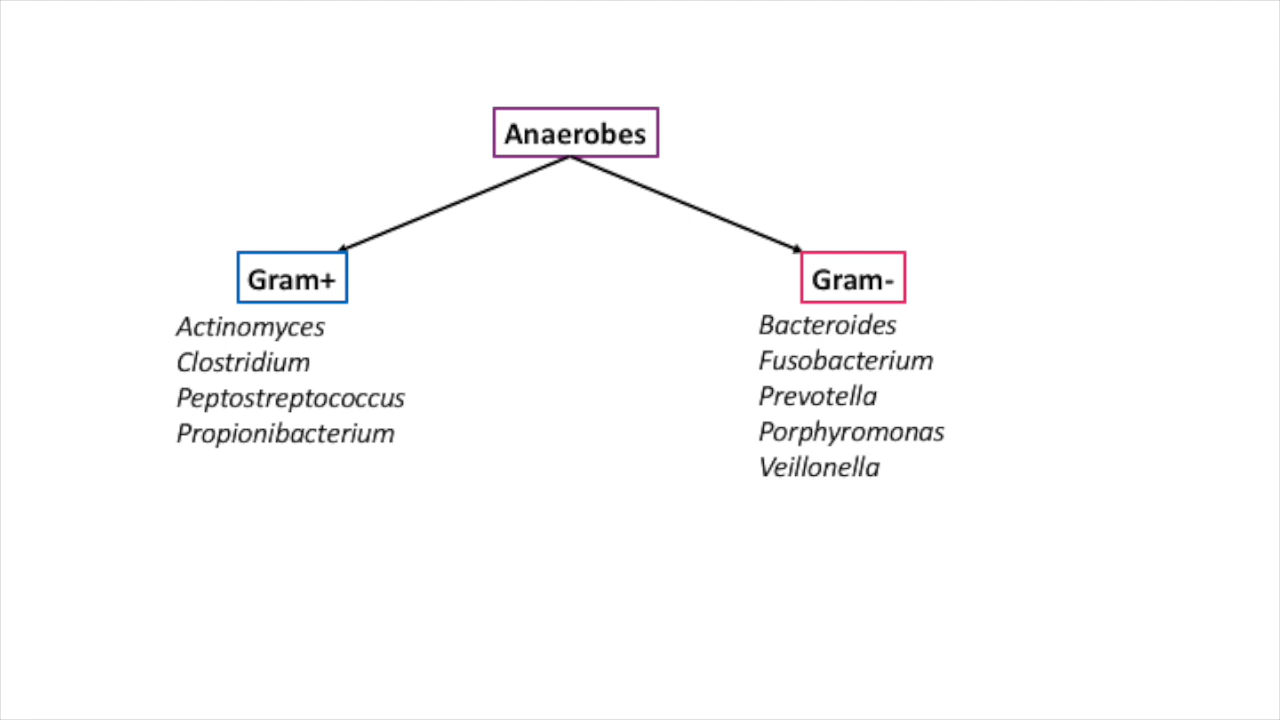 Anaerobes
Gram+
Actinomyces
Clostridium
Peptostreptococcus
Propionibacterium
Gram-
Bacteroides
Fusobacterium
Prevotella
Porphyromonas
Veillonella